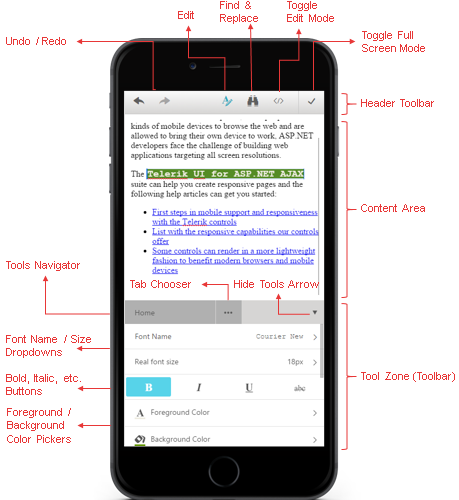 Find &
Replace
Toggle
Edit Mode
Edit
Undo / Redo
Toggle Full
Screen Mode
Header Toolbar
kinds of mobile devices to browse the web and are
allowed to bring their own device to work, ASP.NET
developers face the challenge of building web
applications targeting all screen resolutions.
The Telerik UI for ASP.NET AJAX
suite can help you create responsive pages and the
following help articles can get you started:
First steps in mobile support and responsiveness
with the Telerik controls
List with the responsive capabilities our controls
offer
Some controls can render in a more lightweight
fashion to benefit modern browsers and mobile
devices
Content Area
Tools Navigator
Tab Chooser
Hide Tools Arrow
Home
Font Name / Size
Dropdowns
Font Name
Courier New
Real font size
18px
Tool Zone (Toolbar)
Bold, Italic, etc.
Buttons
B
I
U
abc
Foreground /
Background
Color Pickers
A
Foreground Color
Background Color